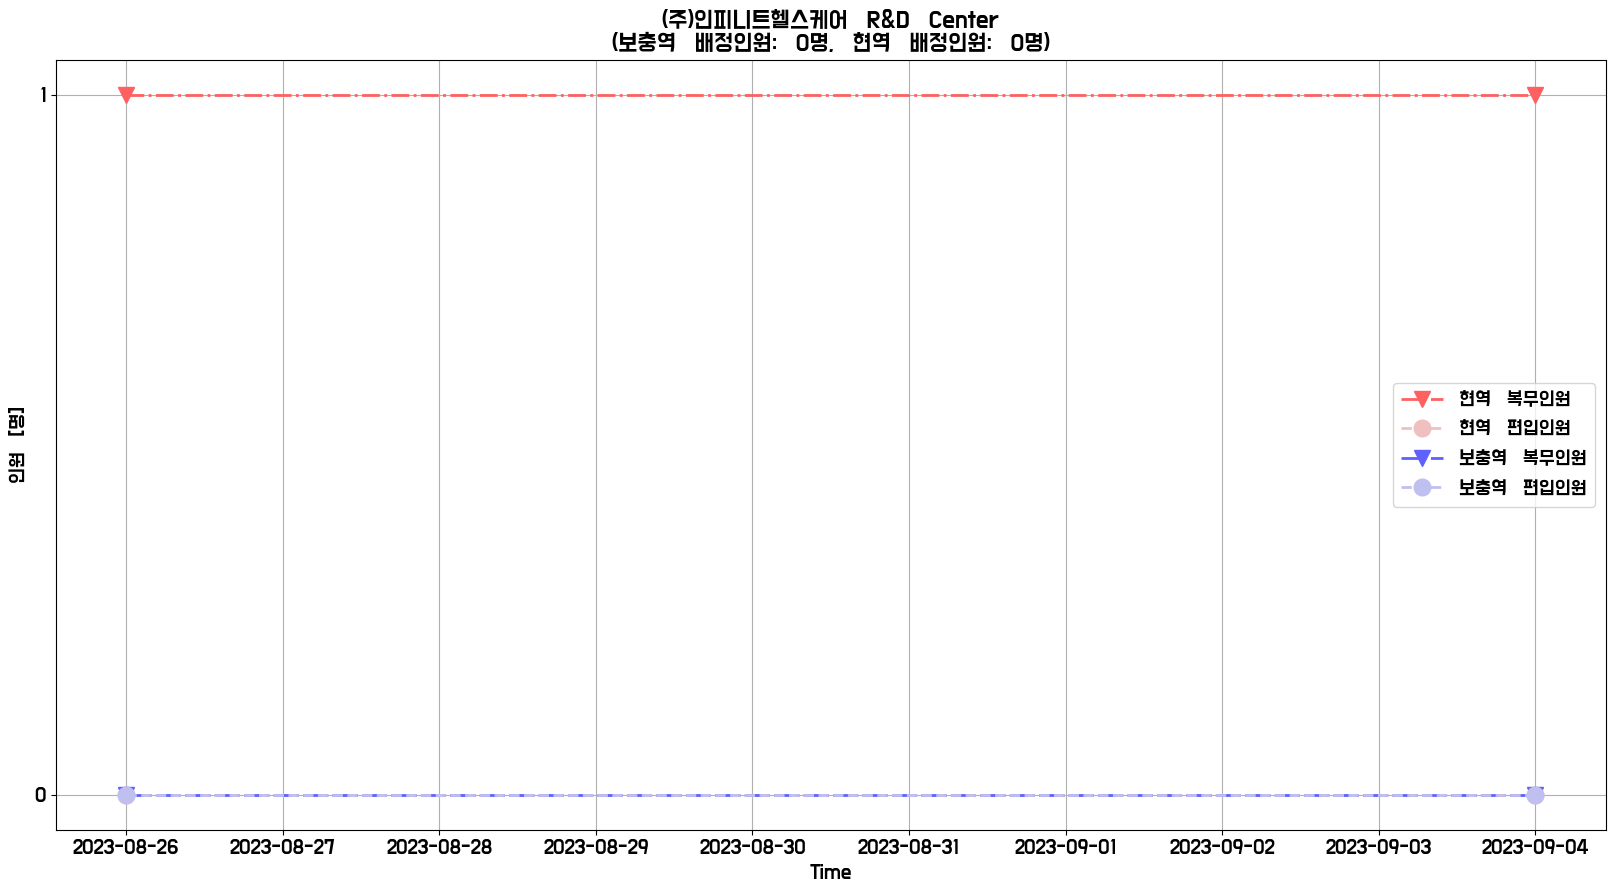 (주)인피니트헬스케어 R&D Center
(보충역 배정인원: 0명, 현역 배정인원: 0명)
1
0
인원 [명]
현역 복무인원
현역 편입인원
보충역 복무인원
보충역 편입인원
2023-08-26 2023-08-27 2023-08-28 2023-08-29 2023-08-30 2023-08-31 2023-09-01 2023-09-02 2023-09-03 2023-09-04
Time